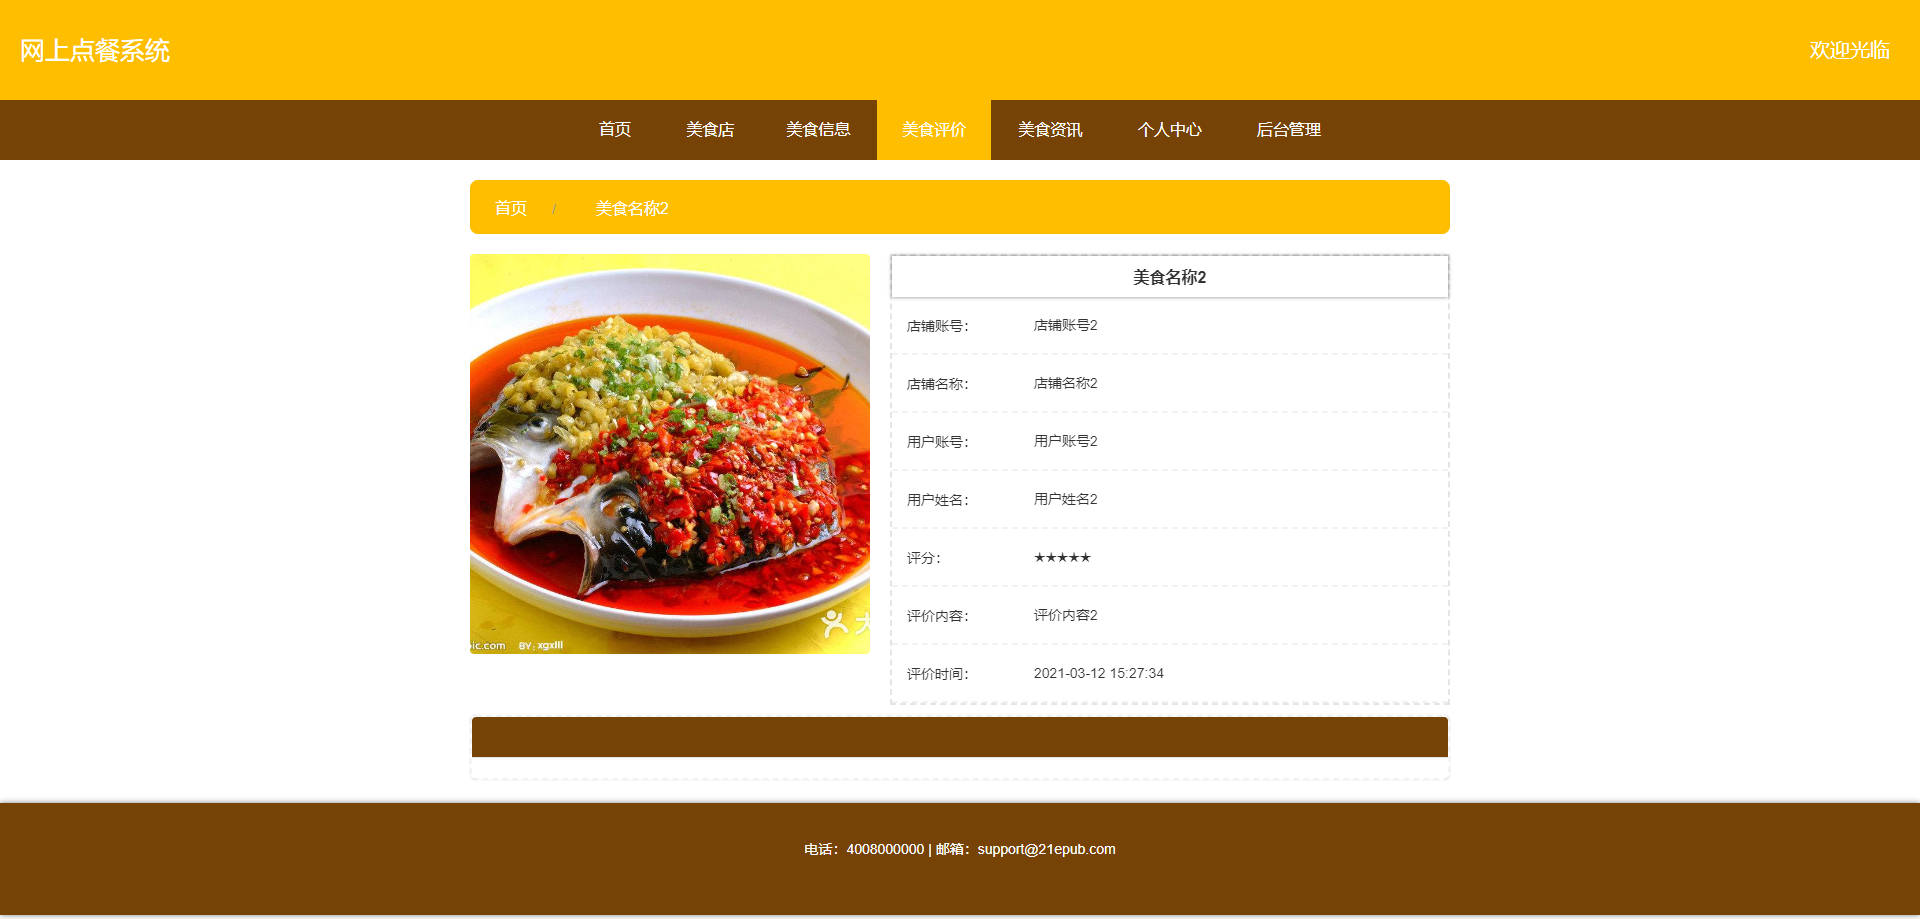 网上点餐系统
欢迎光临
首页 美食店 美食信息 美食评价 美食资讯 个人中心 后台管理
首页 / 美食名称2
美食名称2
店铺账号： 店铺账号2
店铺名称： 店铺名称2
用户账号： 用户账号2
用户姓名： 用户姓名2
评分： ★★★★★
评价内容： 评价内容2
评价时间： 2021-03-12 15:27:34
ic.com BY:xgxlll
电话：4008000000 | 邮箱：support@21epub.com